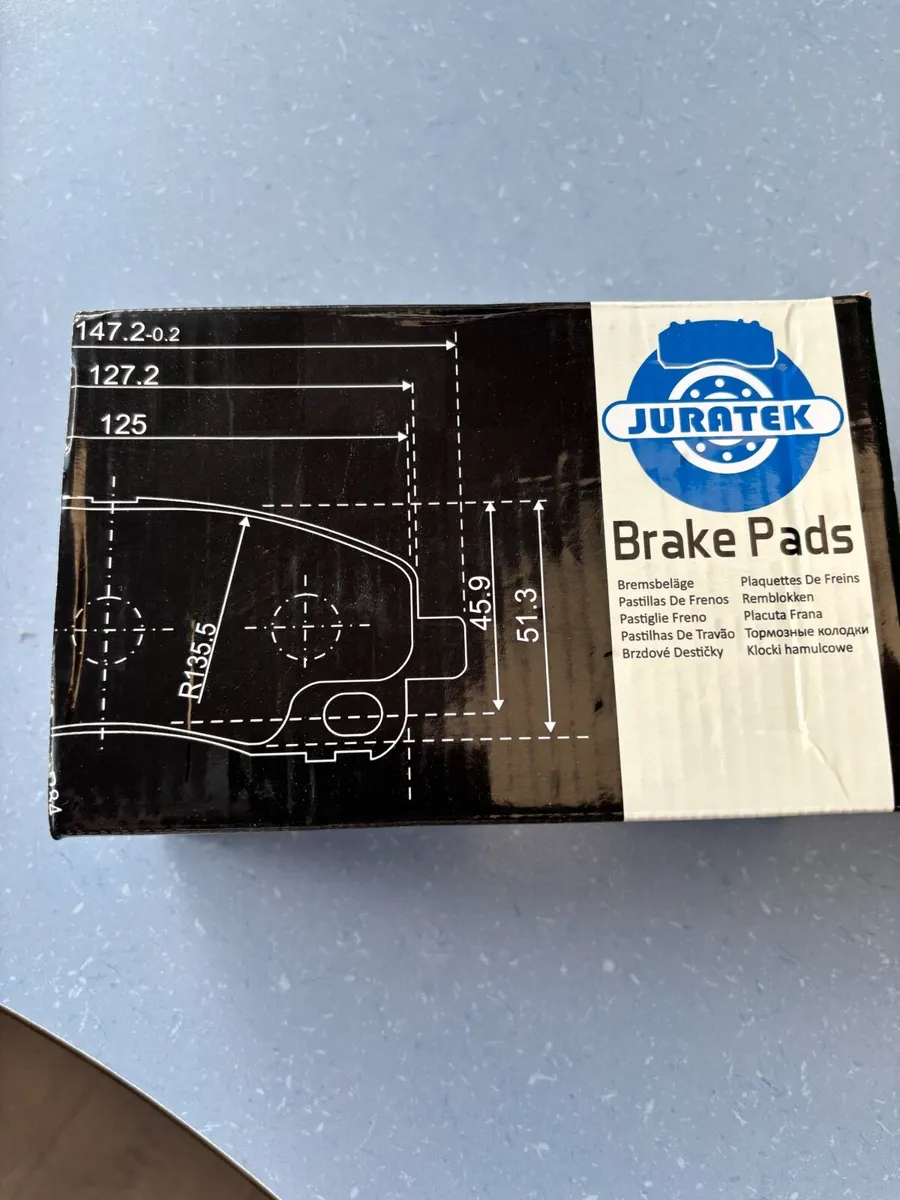 147.2-0.2
127.2
125
R135.5
45.9
51.3
JURATEK
Brake Pads
Bremsbeläge
Pastillas De Frenos
Pastiglie Freno
Pastilhas De Travão
Brzdové Destičky
Plaquettes De Freins
Remblokken
Placuta Frana
Тормозные колодки
Klocki hamulcowe